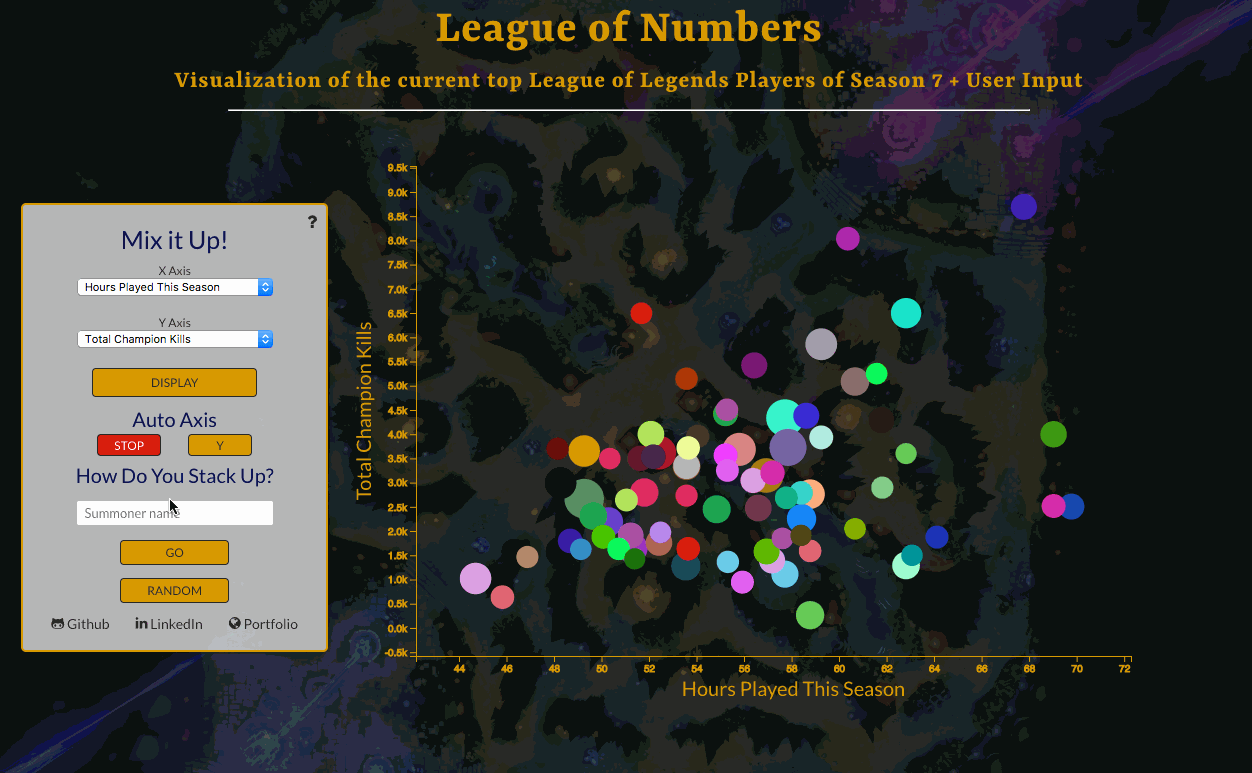 League of Numbers
Visualization of the current top League of Legends Players of Season 7 + User Input
?
Mix it Up!
X Axis
Hours Played This Season
Y Axis
Total Champion Kills
DISPLAY
Auto Axis
STOP Y
How Do You Stack Up?
Summoner name
GO
RANDOM
Github LinkedIn Portfolio
Total Champion Kills
9.5k
9.0k
8.5k
8.0k
7.5k
7.0k
6.5k
6.0k
5.5k
5.0k
4.5k
4.0k
3.5k
3.0k
2.5k
2.0k
1.5k
1.0k
0.5k
0.0k
-0.5k
44 46 48 50 52 54 56 58 60 62 64 66 68 70 72
Hours Played This Season